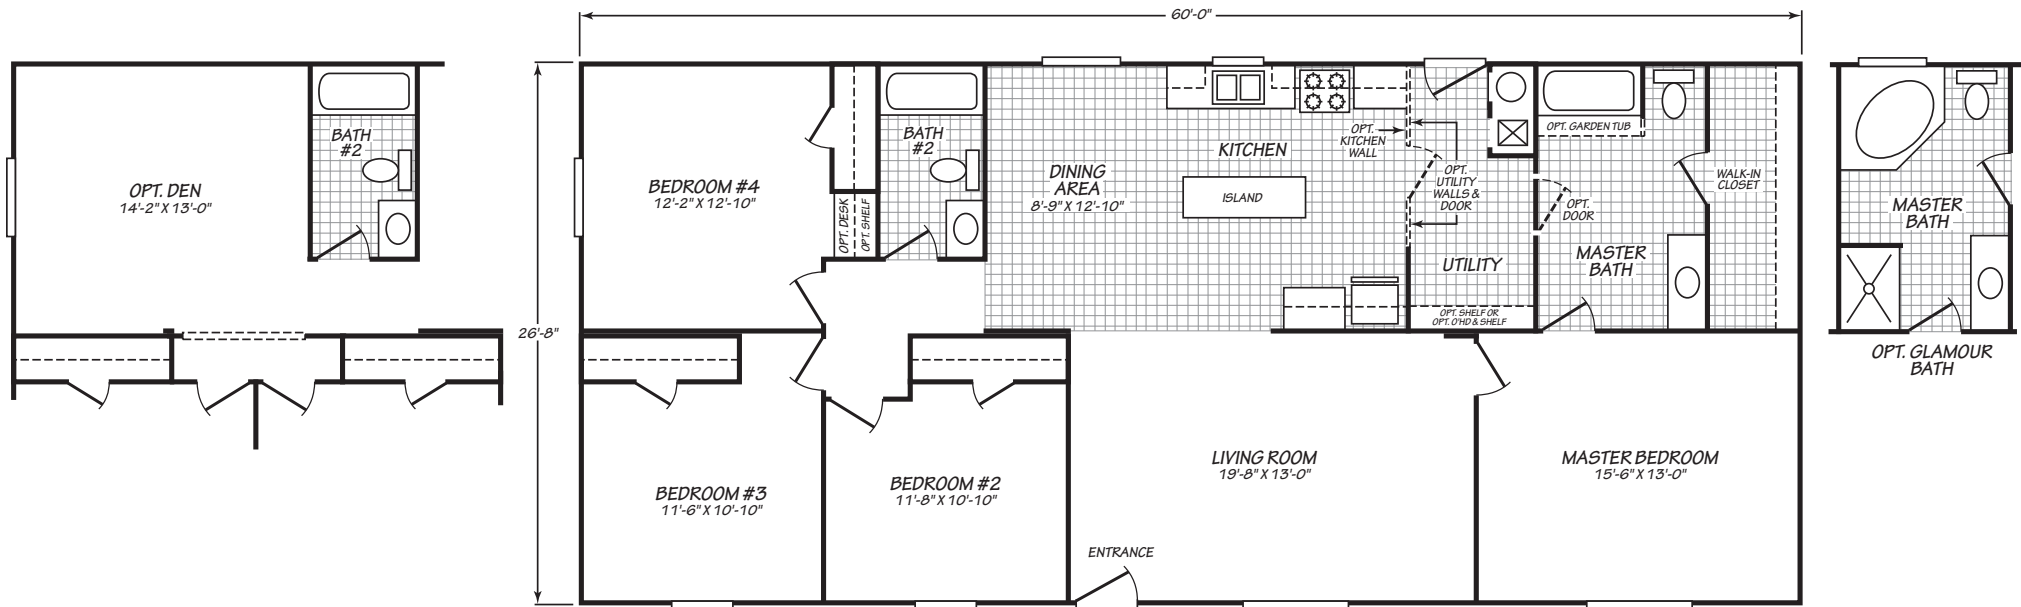 60'-0"
26'-8"
OPT. DEN
14'-2" X 13'-0"
BATH
#2
BEDROOM #4
12'-2" X 12'-10"
OPT. DESK
OPT. SHELF
BATH
#2
DINING
AREA
8'-9" X 12'-10"
KITCHEN
ISLAND
OPT.
KITCHEN
WALL
OPT.
UTILITY
WALLS &
DOOR
UTILITY
OPT. SHELF OR
OPT. O'HD & SHELF
OPT. GARDEN TUB
OPT.
DOOR
MASTER
BATH
WALK-IN
CLOSET
MASTER
BATH
OPT. GLAMOUR
BATH
BEDROOM #3
11'-6" X 10'-10"
BEDROOM #2
11'-8" X 10'-10"
LIVING ROOM
19'-8" X 13'-0"
ENTRANCE
MASTER BEDROOM
15'-6" X 13'-0"